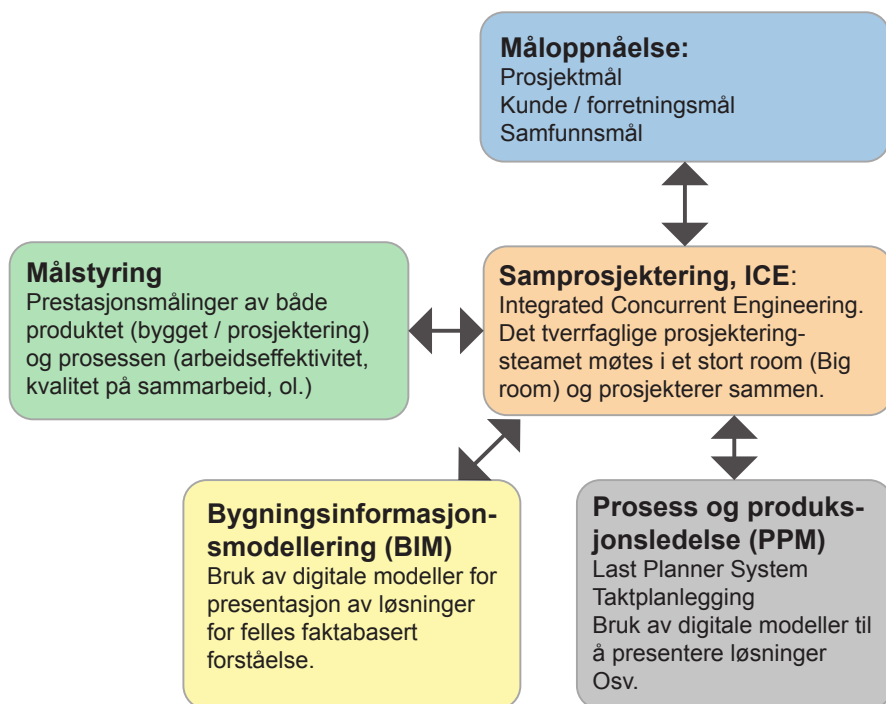 Måloppnåelse:
Prosjektmål
Kunde / forretningsmål
Samfunnsmål
Målstyring
Prestasjonsmålinger av både
produktet (bygget / prosjektering)
og prosessen (arbeidseffektivitet,
kvalitet på sammarbeid, ol.)
Samprosjektering, ICE:
Integrated Concurrent Engineering.
Det tverrfaglige prosjektering-
steamet møtes i et stort room (Big
room) og prosjekterer sammen.
Bygningsinformasjon-
smodellering (BIM)
Bruk av digitale modeller for
presentasjon av løsninger
for felles faktabasert
forståelse.
Prosess og produks-
jonsledelse (PPM)
Last Planner System
Taktplanlegging
Bruk av digitale modeller til
å presentere løsninger
Osv.